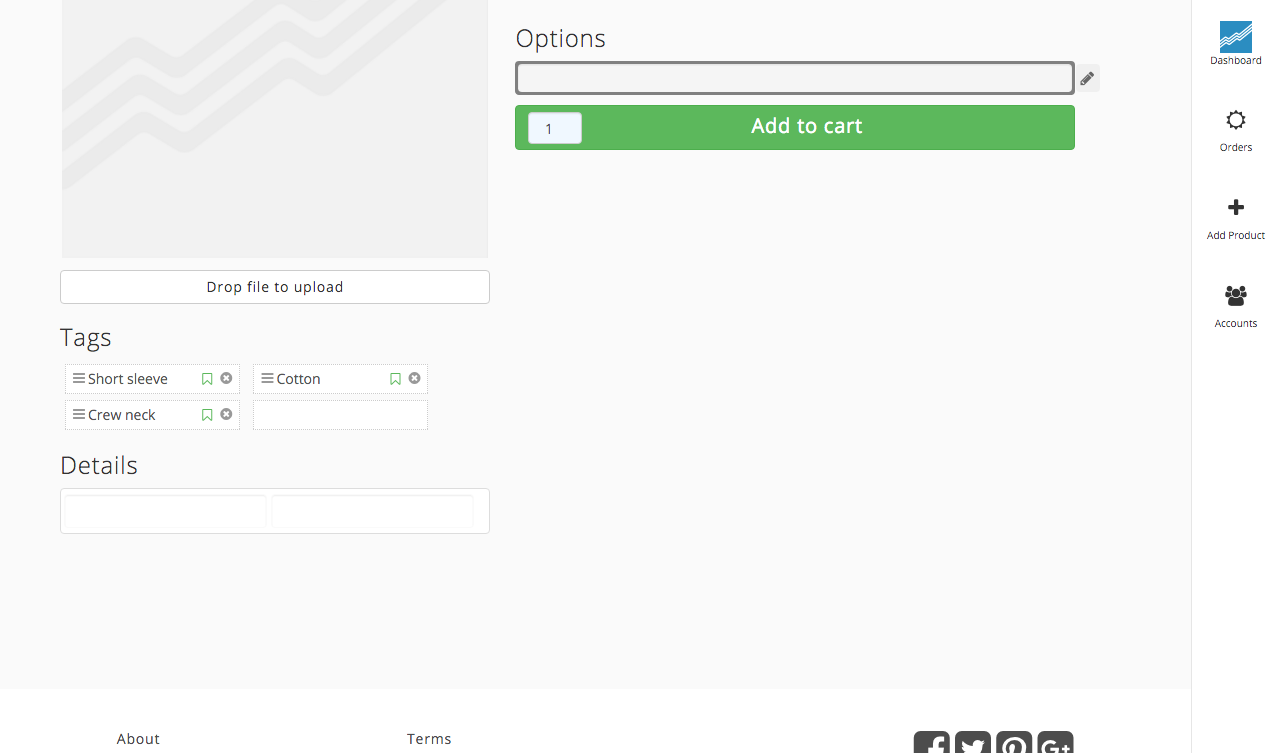 Options
1
Add to cart
Drop file to upload
Tags
Short sleeve
Cotton
Crew neck
Details
About
Terms
Dashboard
Orders
Add Product
Accounts